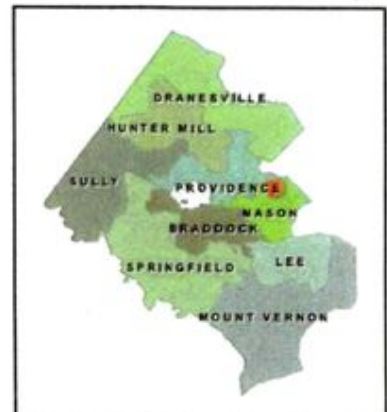 DRANESVILLE
HUNTER MILL
SULLY
PROVIDENCE
MASON
BRADDOCK
LEE
SPRINGFIELD
MOUNT VERNON